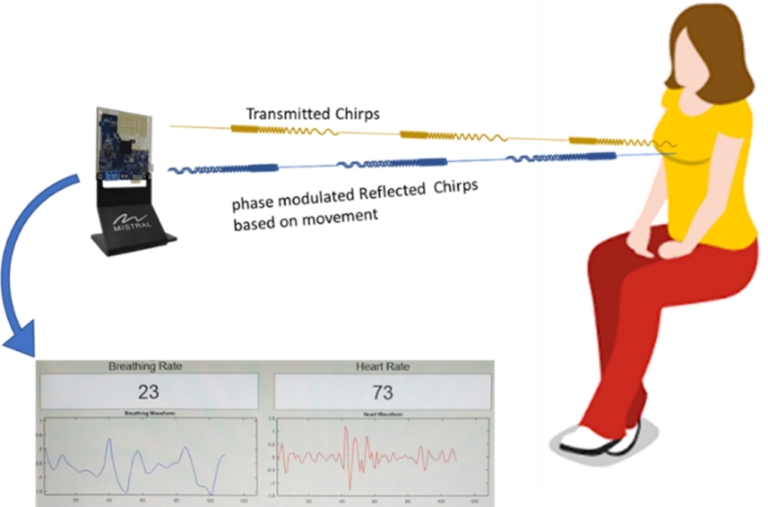 Transmitted Chirps
phase modulated Reflected Chirps
based on movement
MISTRAL
Breathing Rate
Heart Rate
23
73
Breathing Waveform
Heart Waveform